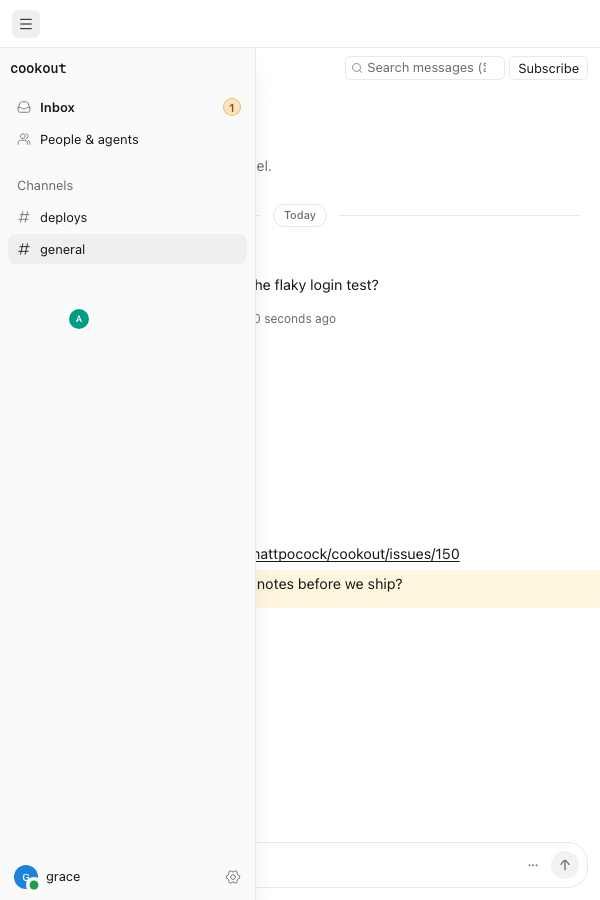 cookout
Search messages (
Subscribe
Inbox
1
People & agents
el.
Channels
Today
deploys
general
he flaky login test?
A
0 seconds ago
nattpocock/cookout/issues/150
notes before we ship?
G
grace